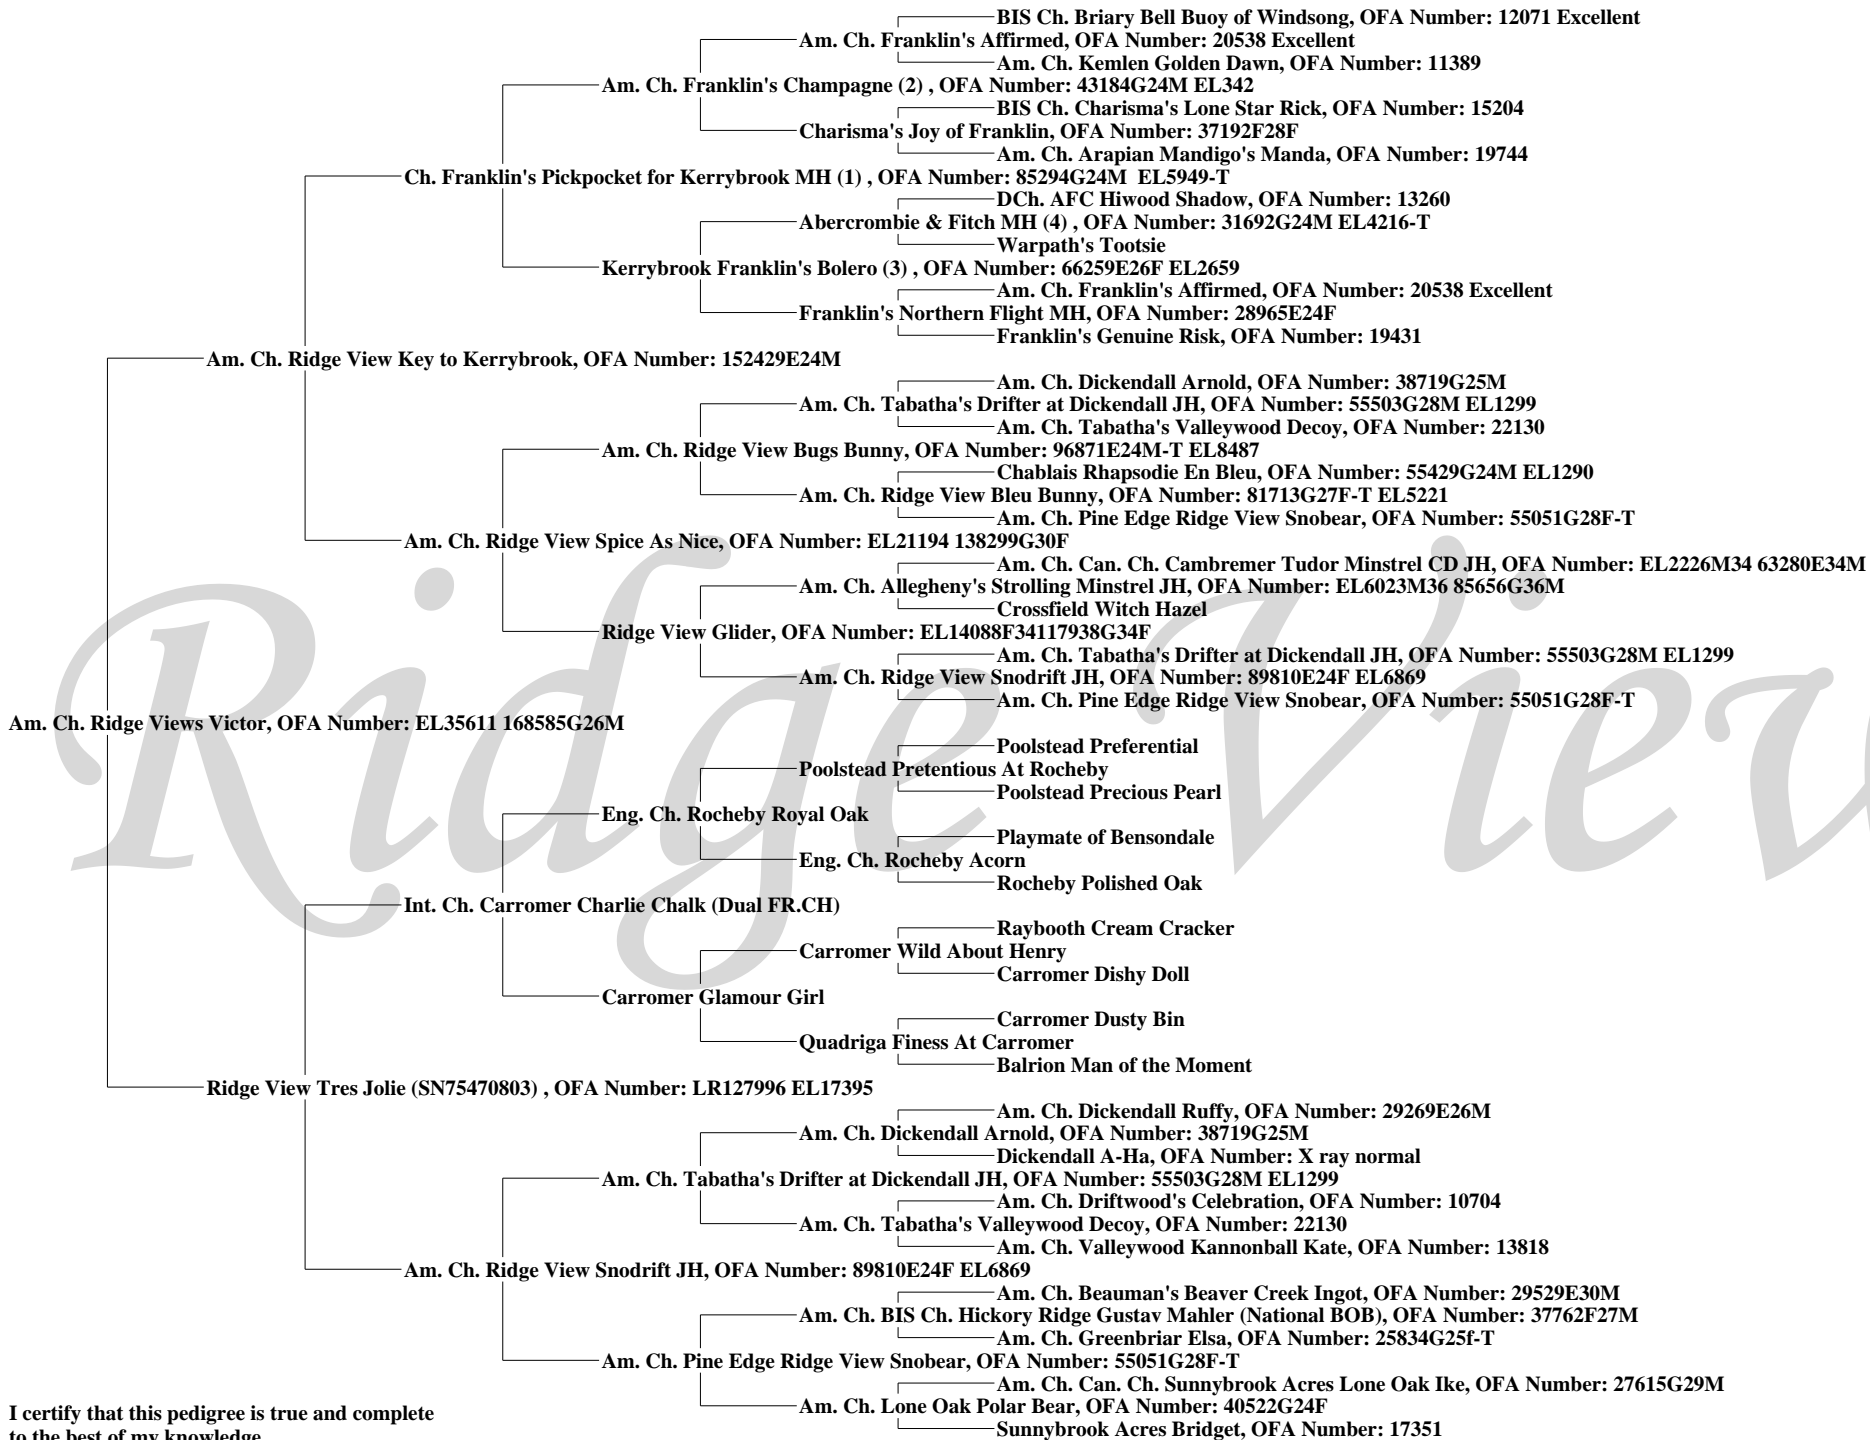 BIS Ch. Briary Bell Buoy of Windsong, OFA Number: 12071 Excellent
Am. Ch. Franklin's Affirmed, OFA Number: 20538 Excellent
Am. Ch. Kemlen Golden Dawn, OFA Number: 11389
Am. Ch. Franklin's Champagne (2) , OFA Number: 43184G24M EL342
BIS Ch. Charisma's Lone Star Rick, OFA Number: 15204
Charisma's Joy of Franklin, OFA Number: 37192F28F
Am. Ch. Arapian Mandigo's Manda, OFA Number: 19744
Ch. Franklin's Pickpocket for Kerrybrook MH (1) , OFA Number: 85294G24M EL5949-T
DCh. AFC Hiwood Shadow, OFA Number: 13260
Abercrombie & Fitch MH (4) , OFA Number: 31692G24M EL4216-T
Warpath's Tootsie
Kerrybrook Franklin's Bolero (3) , OFA Number: 66259E26F EL2659
Am. Ch. Franklin's Affirmed, OFA Number: 20538 Excellent
Franklin's Northern Flight MH, OFA Number: 28965E24F
Franklin's Genuine Risk, OFA Number: 19431
Am. Ch. Ridge View Key to Kerrybrook, OFA Number: 152429E24M
Am. Ch. Dickendall Arnold, OFA Number: 38719G25M
Am. Ch. Tabatha's Drifter at Dickendall JH, OFA Number: 55503G28M EL1299
Am. Ch. Tabatha's Valleywood Decoy, OFA Number: 22130
Am. Ch. Ridge View Bugs Bunny, OFA Number: 96871E24M-T EL8487
Chablais Rhapsodie En Bleu, OFA Number: 55429G24M EL1290
Am. Ch. Ridge View Bleu Bunny, OFA Number: 81713G27F-T EL5221
Am. Ch. Pine Edge Ridge View Snobear, OFA Number: 55051G28F-T
Am. Ch. Ridge View Spice As Nice, OFA Number: EL21194 138299G30F
Am. Ch. Can. Ch. Cambremer Tudor Minstrel CD JH, OFA Number: EL2226M34 63280E34M
Am. Ch. Allegheny's Strolling Minstrel JH, OFA Number: EL6023M36 85656G36M
Crossfield Witch Hazel
Ridge View Glider, OFA Number: EL14088F34117938G34F
Am. Ch. Tabatha's Drifter at Dickendall JH, OFA Number: 55503G28M EL1299
Am. Ch. Ridge View Snodrift JH, OFA Number: 89810E24F EL6869
Am. Ch. Pine Edge Ridge View Snobear, OFA Number: 55051G28F-T
Am. Ch. Ridge Views Victor, OFA Number: EL35611 168585G26M
Ridge View
Poolstead Preferential
Poolstead Pretentious At Rocheby
Poolstead Precious Pearl
Eng. Ch. Rocheby Royal Oak
Playmate of Bensondale
Eng. Ch. Rocheby Acorn
Rocheby Polished Oak
Int. Ch. Carromer Charlie Chalk (Dual FR.CH)
Raybooth Cream Cracker
Carromer Wild About Henry
Carromer Dishy Doll
Carromer Glamour Girl
Carromer Dusty Bin
Quadriga Finess At Carromer
Balrion Man of the Moment
Ridge View Tres Jolie (SN75470803) , OFA Number: LR127996 EL17395
Am. Ch. Dickendall Ruffy, OFA Number: 29269E26M
Am. Ch. Dickendall Arnold, OFA Number: 38719G25M
Dickendall A-Ha, OFA Number: X ray normal
Am. Ch. Tabatha's Drifter at Dickendall JH, OFA Number: 55503G28M EL1299
Am. Ch. Driftwood's Celebration, OFA Number: 10704
Am. Ch. Tabatha's Valleywood Decoy, OFA Number: 22130
Am. Ch. Valleywood Kannonball Kate, OFA Number: 13818
Am. Ch. Ridge View Snodrift JH, OFA Number: 89810E24F EL6869
Am. Ch. Beauman's Beaver Creek Ingot, OFA Number: 29529E30M
Am. Ch. BIS Ch. Hickory Ridge Gustav Mahler (National BOB), OFA Number: 37762F27M
Am. Ch. Greenbriar Elsa, OFA Number: 25834G25f-T
Am. Ch. Pine Edge Ridge View Snobear, OFA Number: 55051G28F-T
Am. Ch. Can. Ch. Sunnybrook Acres Lone Oak Ike, OFA Number: 27615G29M
Am. Ch. Lone Oak Polar Bear, OFA Number: 40522G24F
Sunnybrook Acres Bridget, OFA Number: 17351
I certify that this pedigree is true and complete
to the best of my knowledge